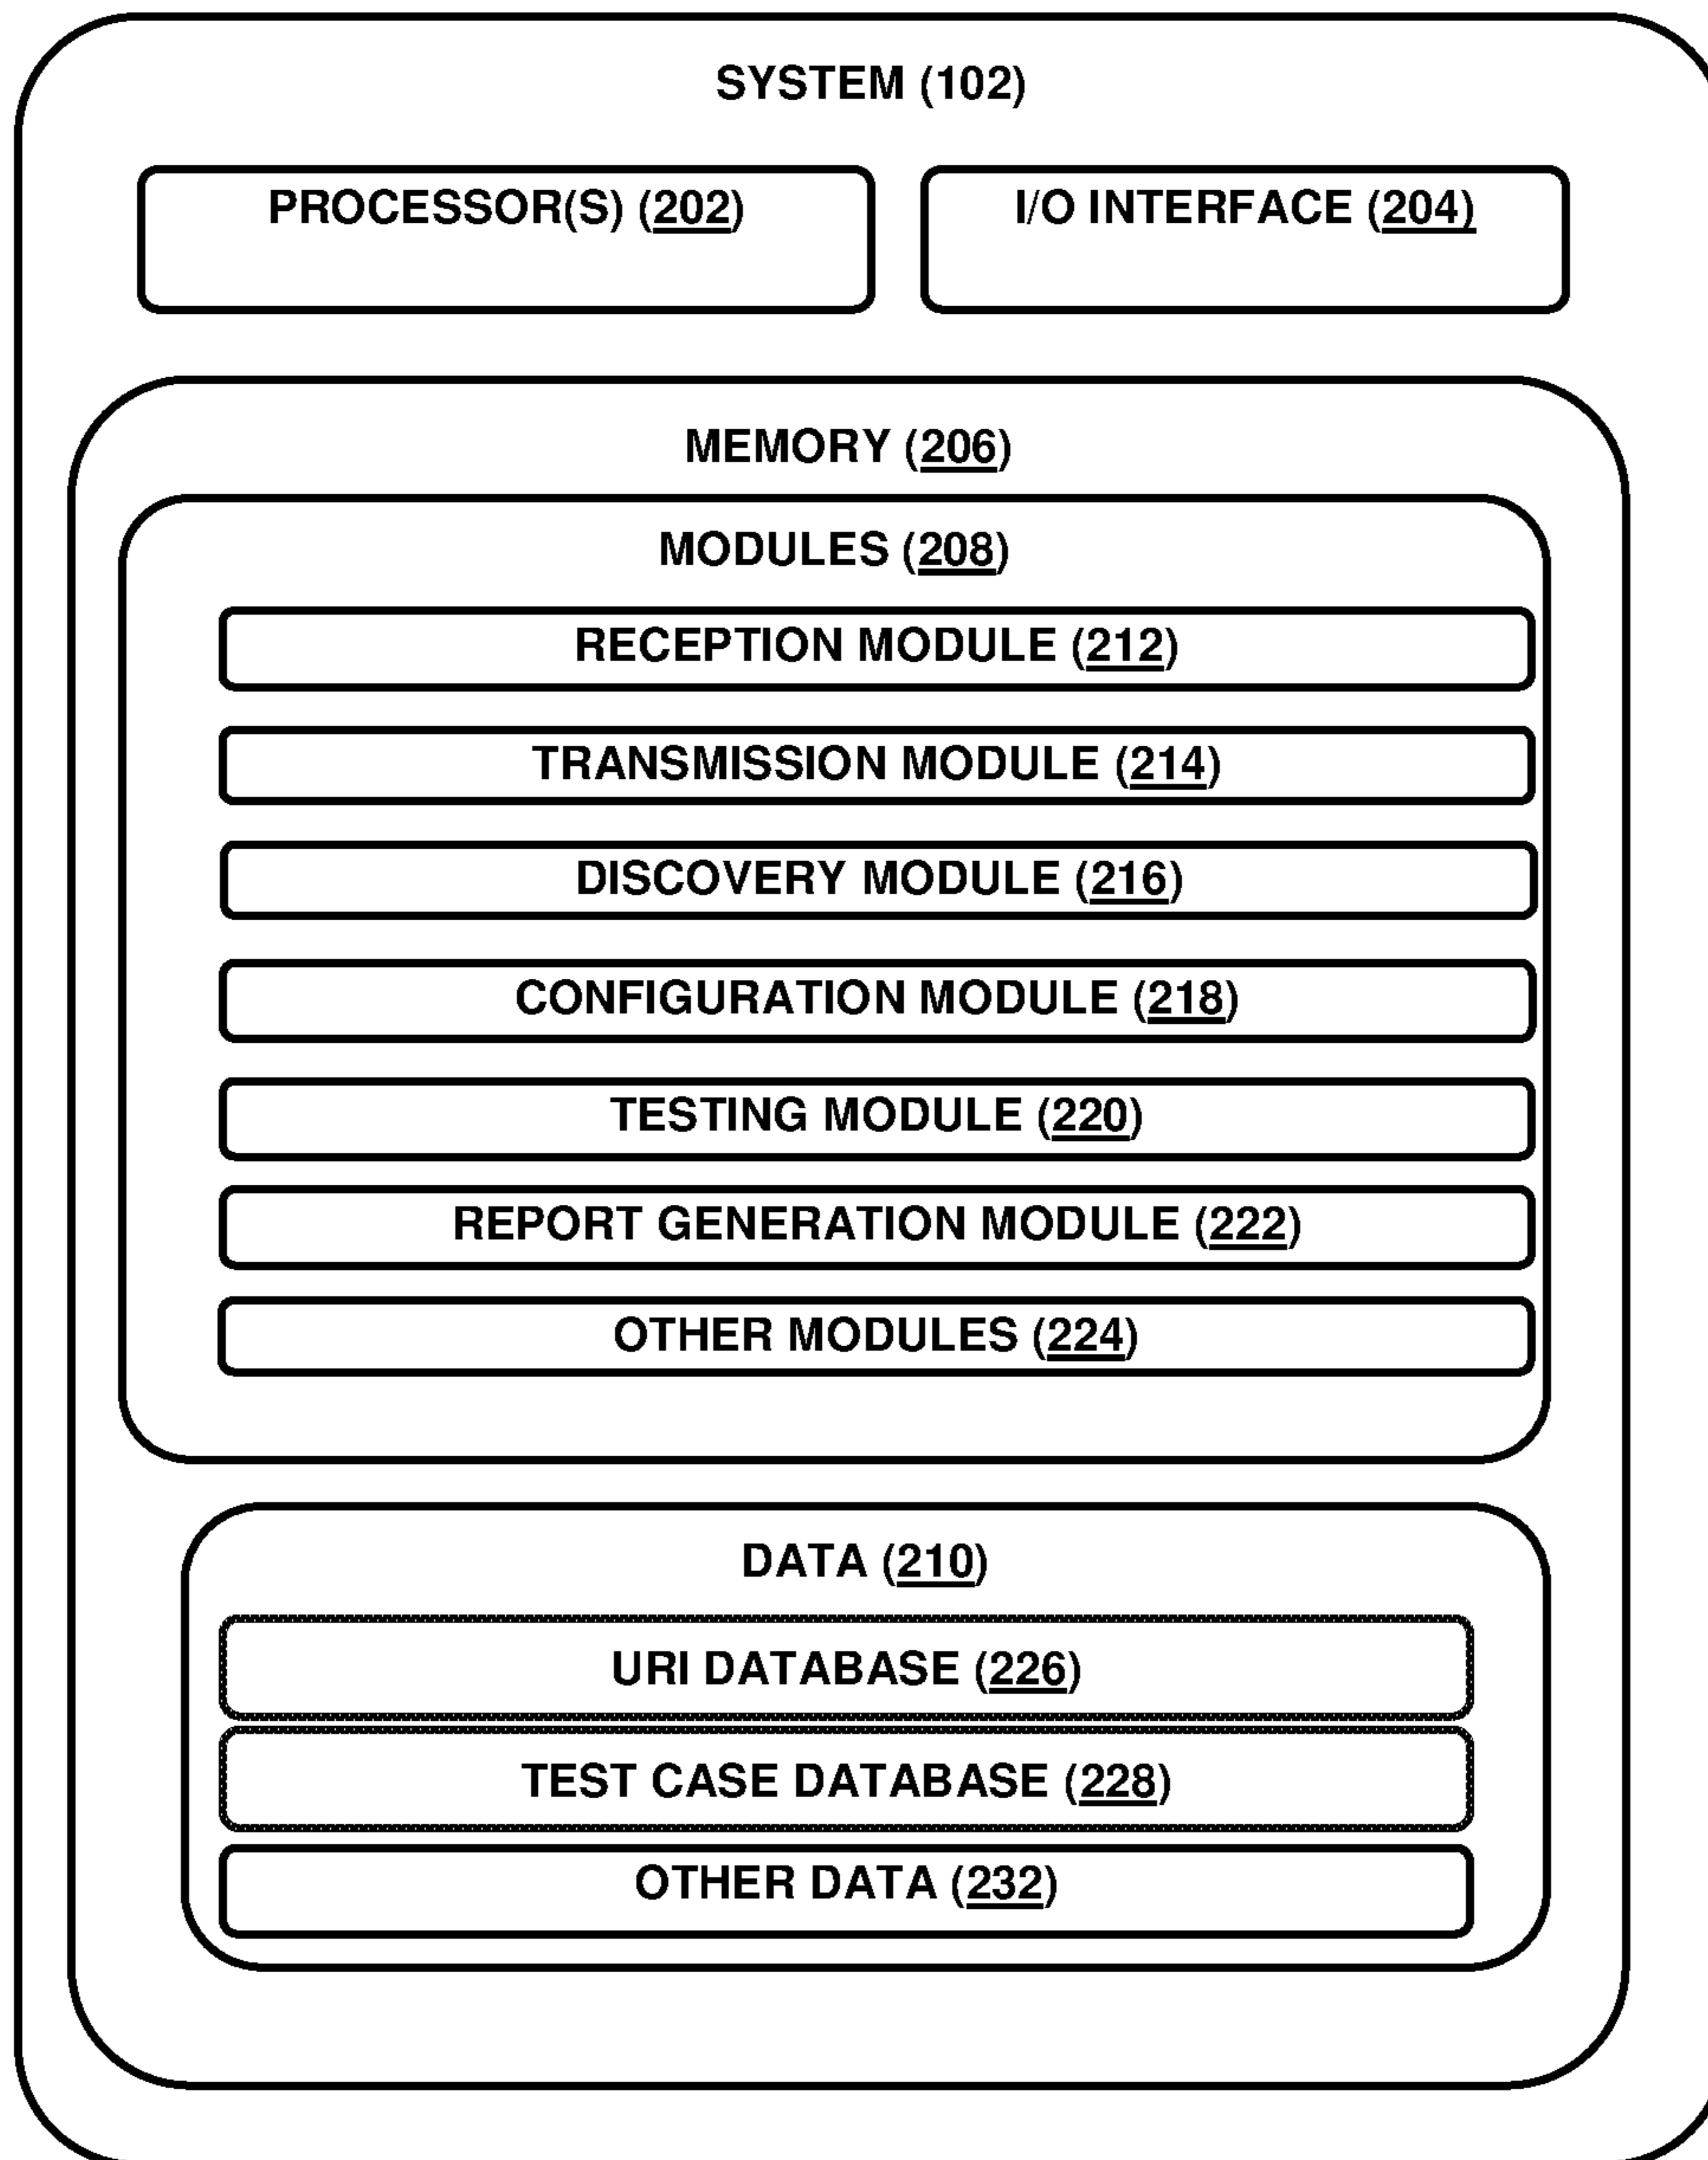 SYSTEM (102)
PROCESSOR(S) (202)
I/O INTERFACE (204)
MEMORY (206)
MODULES (208)
RECEPTION MODULE (212)
TRANSMISSION MODULE (214)
DISCOVERY MODULE (216)
CONFIGURATION MODULE (218)
TESTING MODULE (220)
REPORT GENERATION MODULE (222)
OTHER MODULES (224)
DATA (210)
URI DATABASE (226)
TEST CASE DATABASE (228)
OTHER DATA (232)